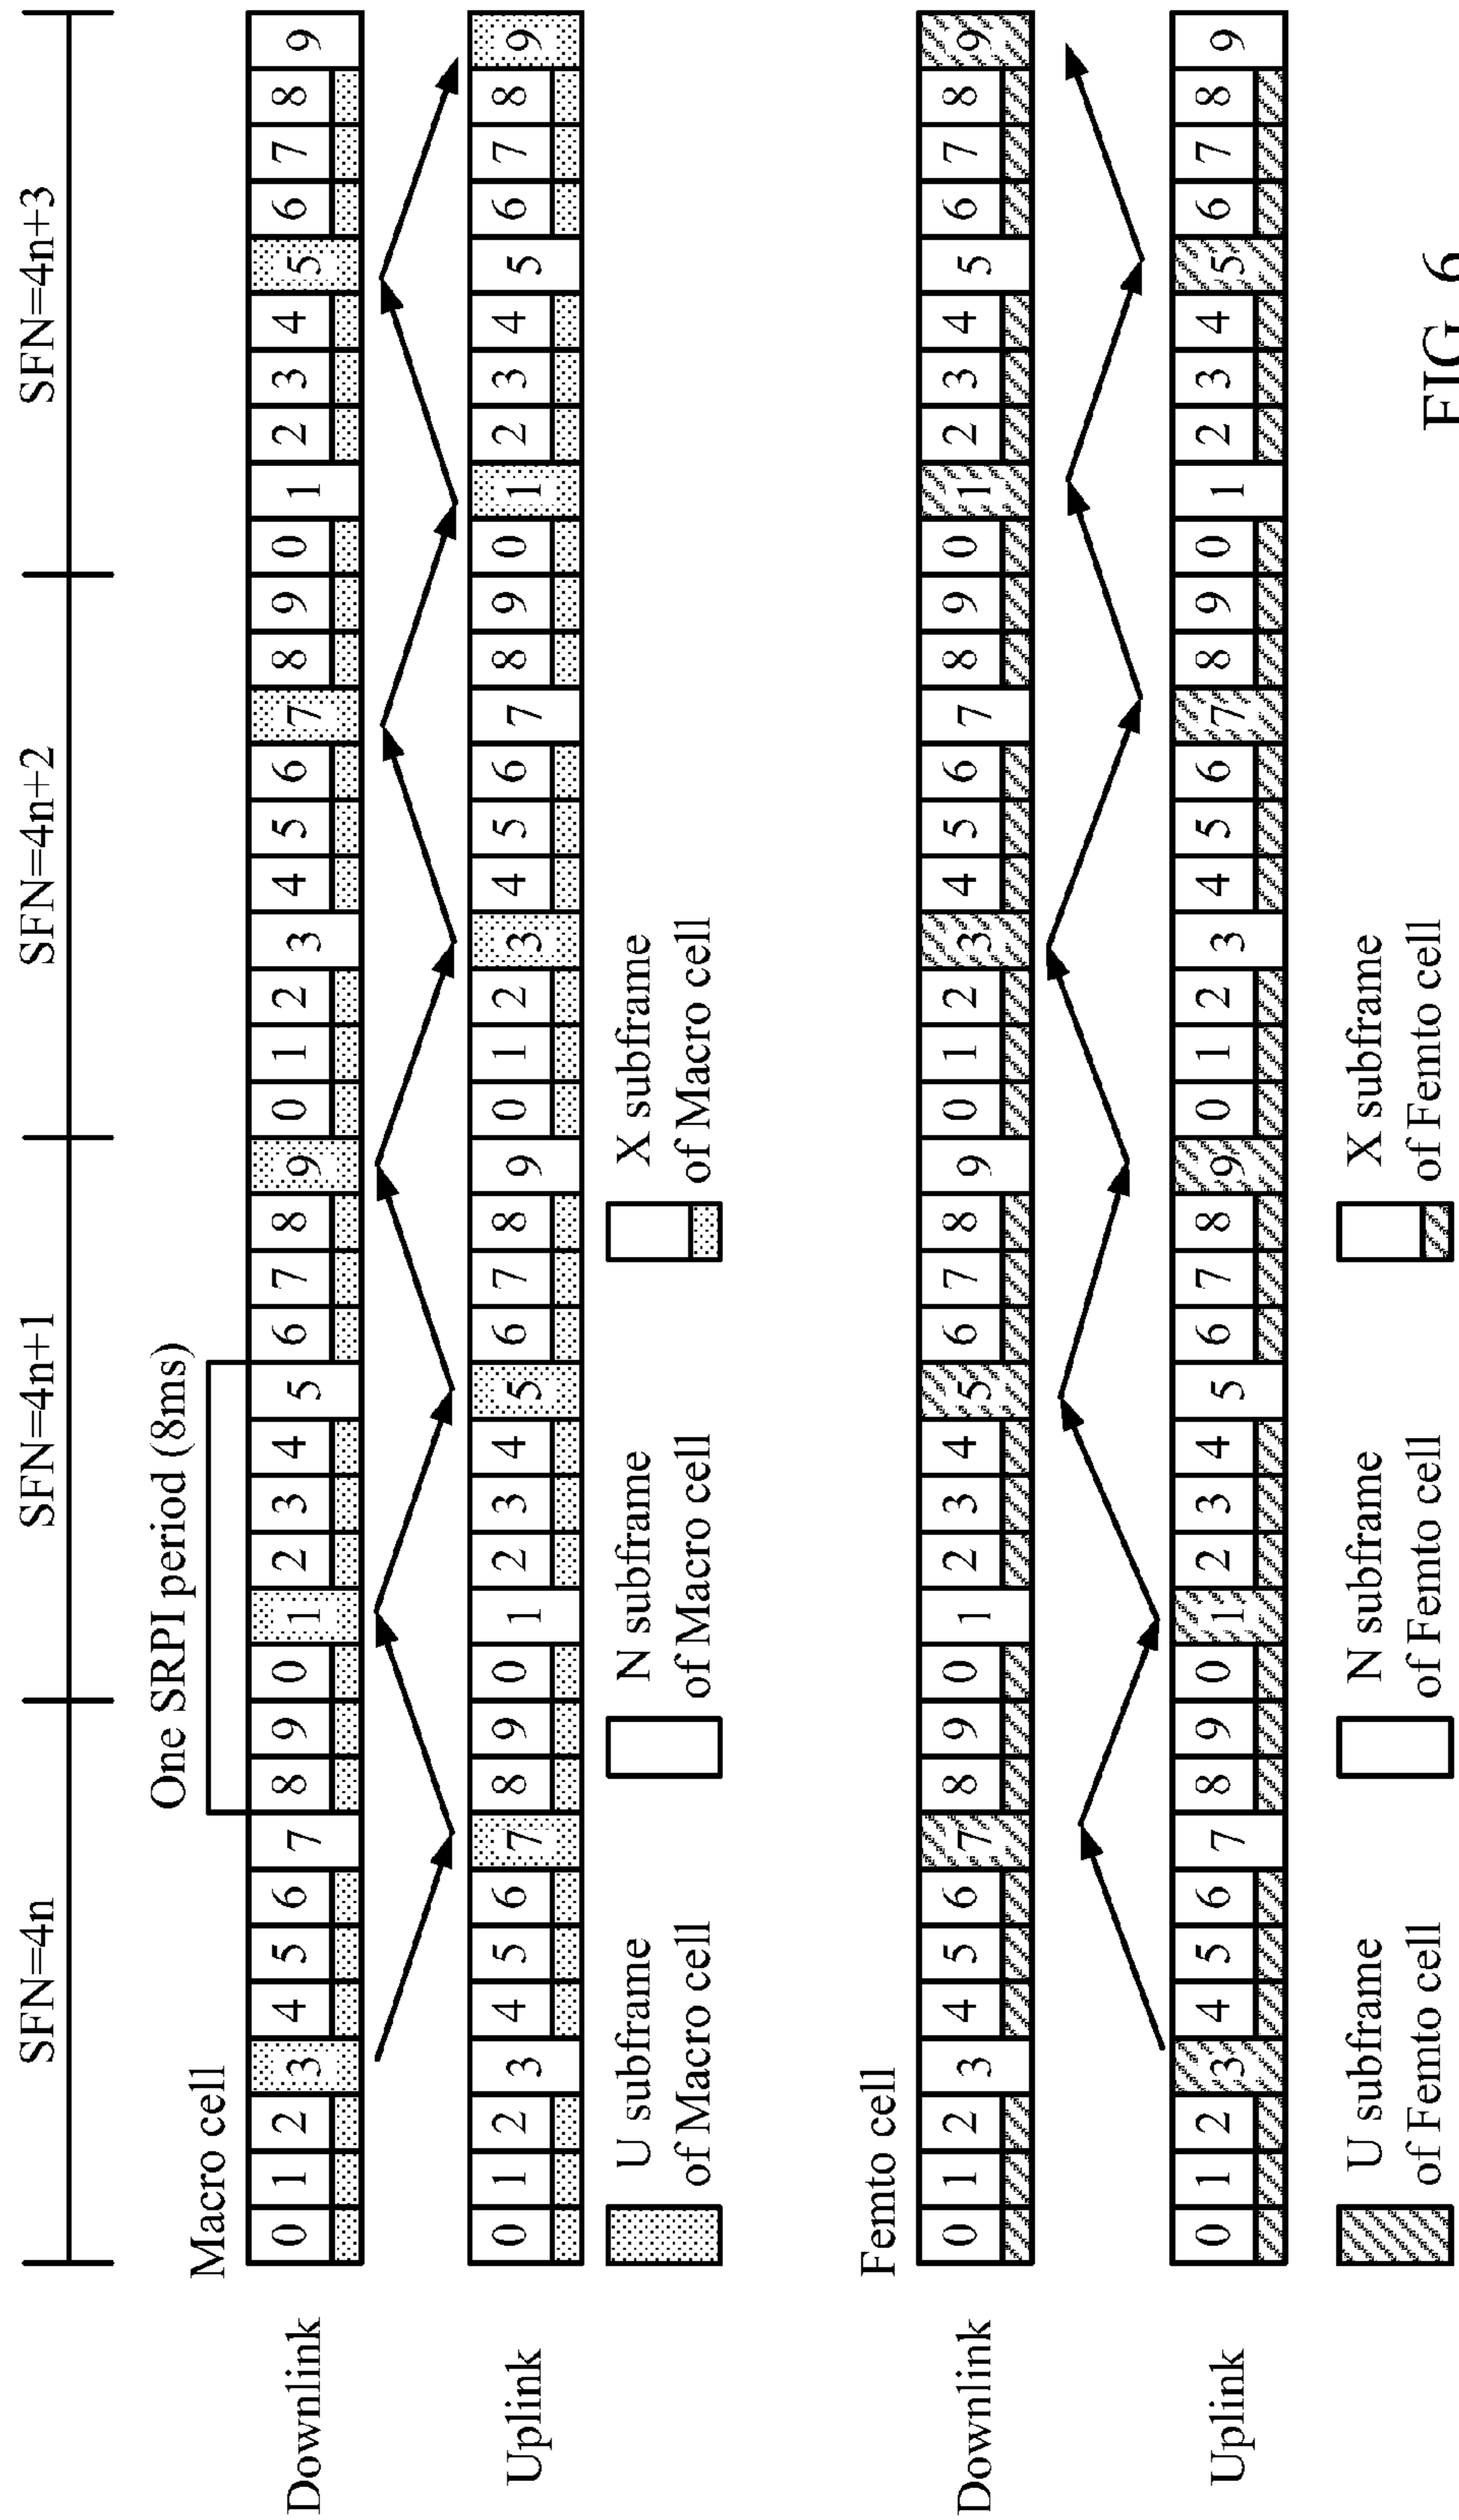 SFN=4n SFN=4n+1 SFN=4n+2 SFN=4n+3
One SRPI period (8ms)
Macro cell
Downlink 0 1 2 3 4 5 6 7 8 9 0 1 2 3 4 5 6 7 8 9 0 1 2 3 4 5 6 7 8 9 0 1 2 3 4 5 6 7 8 9
Uplink 0 1 2 3 4 5 6 7 8 9 0 1 2 3 4 5 6 7 8 9 0 1 2 3 4 5 6 7 8 9 0 1 2 3 4 5 6 7 8 9
U subframe
of Macro cell
N subframe
of Macro cell
X subframe
of Macro cell
Femto cell
Downlink 0 1 2 3 4 5 6 7 8 9 0 1 2 3 4 5 6 7 8 9 0 1 2 3 4 5 6 7 8 9 0 1 2 3 4 5 6 7 8 9
Uplink 0 1 2 3 4 5 6 7 8 9 0 1 2 3 4 5 6 7 8 9 0 1 2 3 4 5 6 7 8 9 0 1 2 3 4 5 6 7 8 9
U subframe
of Femto cell
N subframe
of Femto cell
X subframe
of Femto cell
FIG. 6